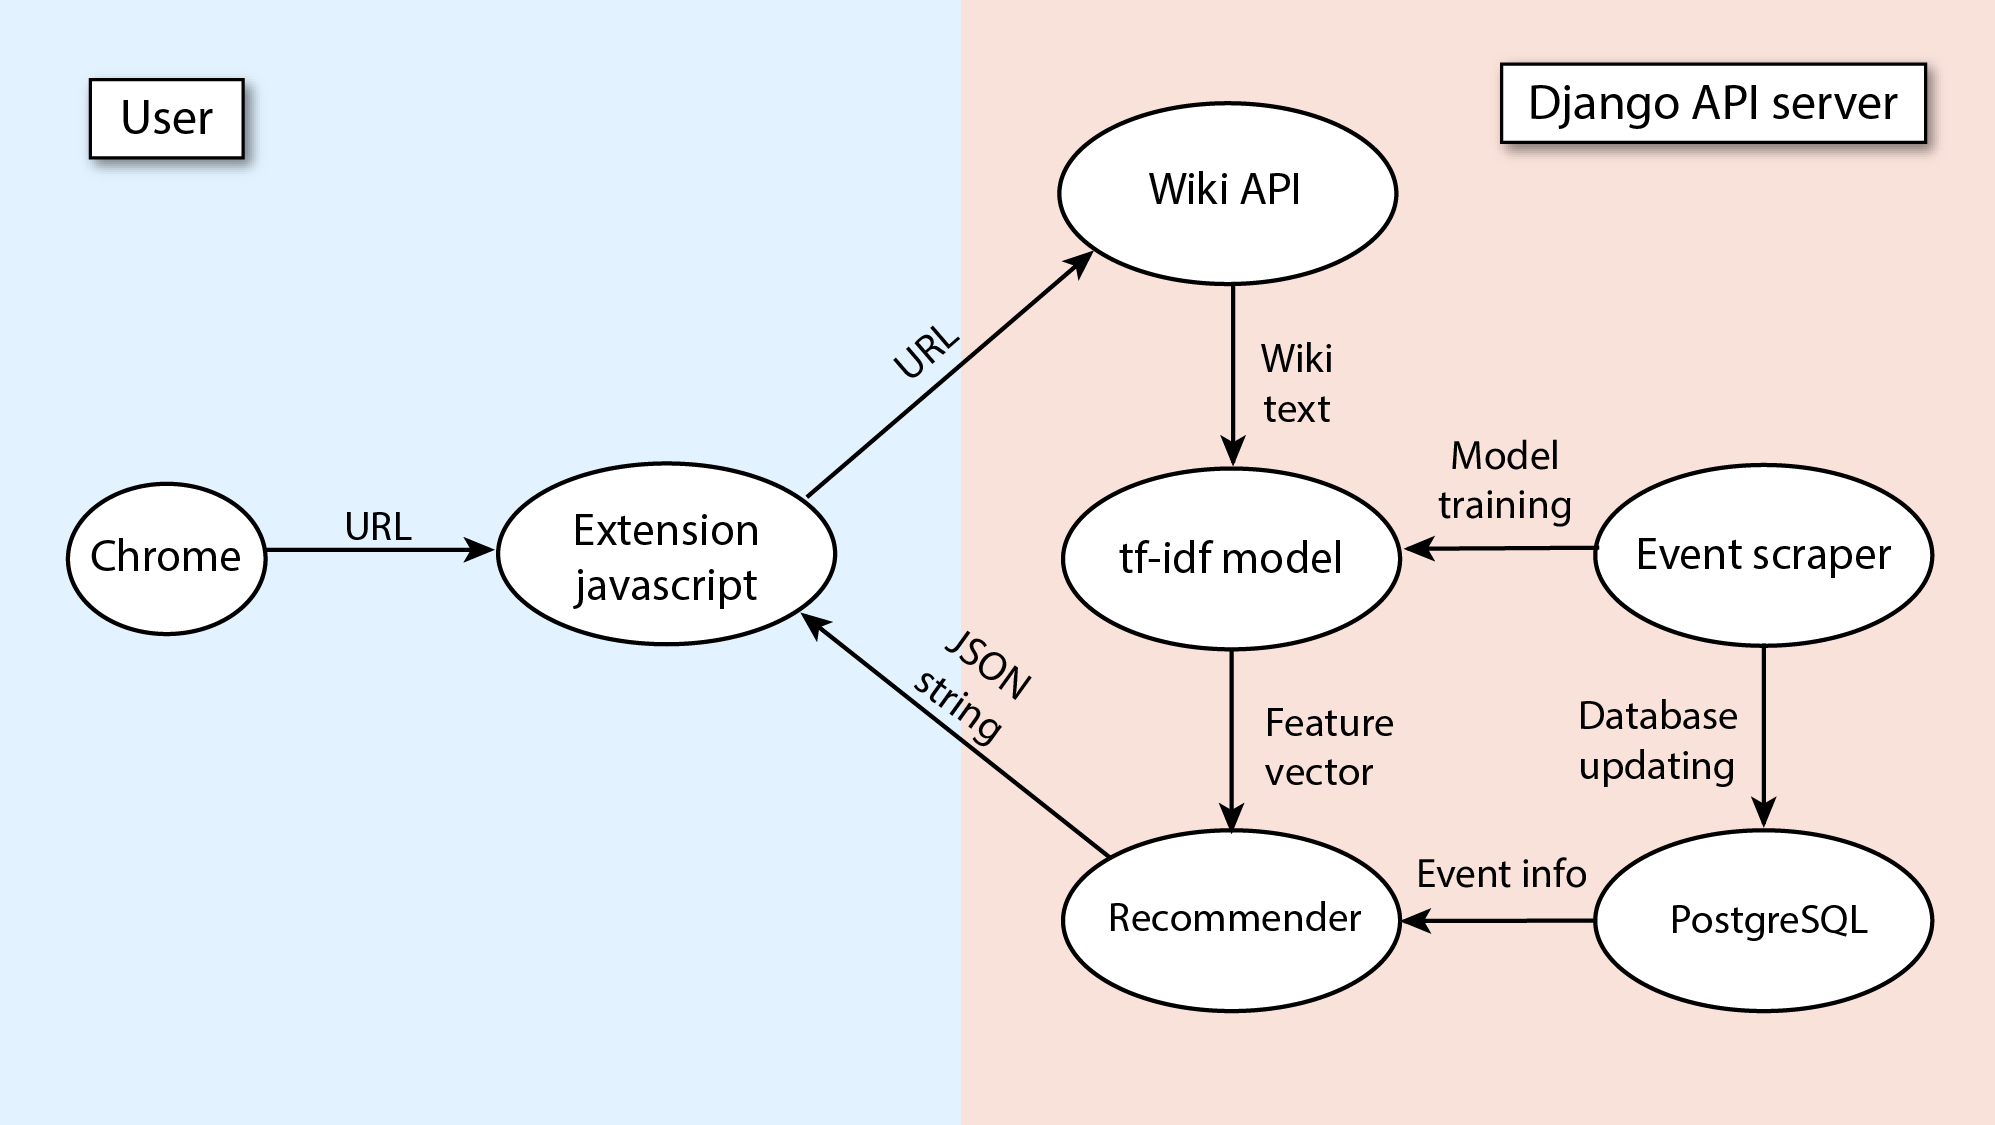 User
Django API server
Wiki API
URL
Wiki
text
Model
training
Chrome
URL
Extension
javascript
tf-idf model
Event scraper
JSON
string
Feature
vector
Database
updating
Event info
Recommender
PostgreSQL